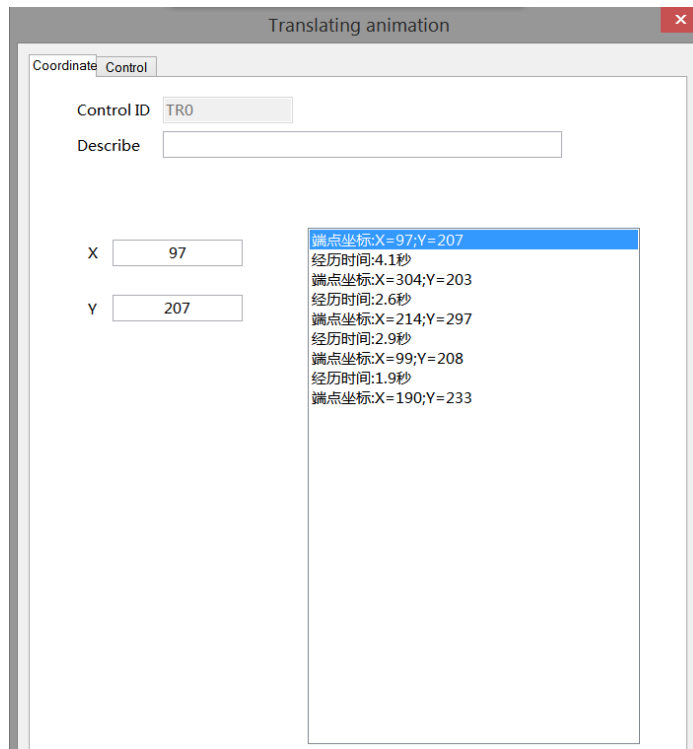 Translating animation
Coordinate Control
Control ID TR0
Describe
X 97
Y 207
端点坐标:X=97;Y=207
经历时间:4.1秒
端点坐标:X=304;Y=203
经历时间:2.6秒
端点坐标:X=214;Y=297
经历时间:2.9秒
端点坐标:X=99;Y=208
经历时间:1.9秒
端点坐标:X=190;Y=233